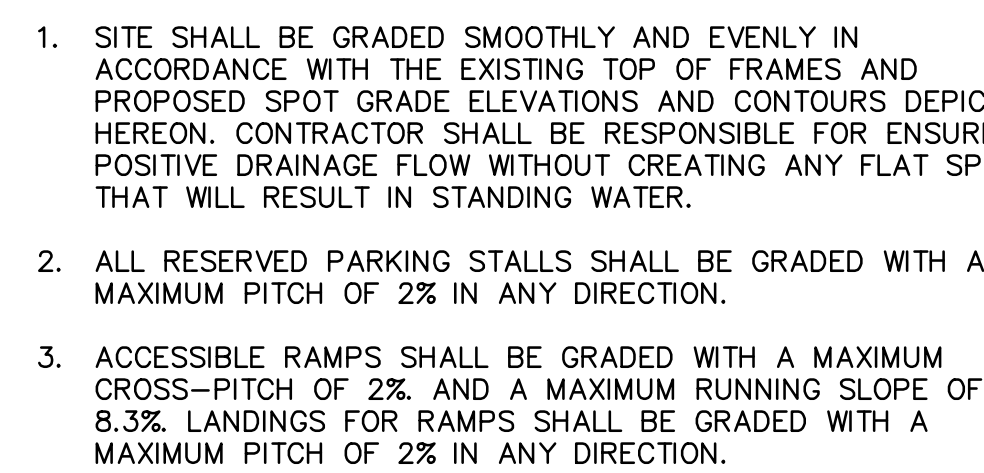 1. SITE SHALL BE GRADED SMOOTHLY AND EVENLY IN
ACCORDANCE WITH THE EXISTING TOP OF FRAMES AND
PROPOSED SPOT GRADE ELEVATIONS AND CONTOURS DEPIC
HEREON. CONTRACTOR SHALL BE RESPONSIBLE FOR ENSUR
POSITIVE DRAINAGE FLOW WITHOUT CREATING ANY FLAT SP
THAT WILL RESULT IN STANDING WATER.
2. ALL RESERVED PARKING STALLS SHALL BE GRADED WITH A
MAXIMUM PITCH OF 2% IN ANY DIRECTION.
3. ACCESSIBLE RAMPS SHALL BE GRADED WITH A MAXIMUM
CROSS-PITCH OF 2%. AND A MAXIMUM RUNNING SLOPE OF
8.3%. LANDINGS FOR RAMPS SHALL BE GRADED WITH A
MAXIMUM PITCH OF 2% IN ANY DIRECTION.